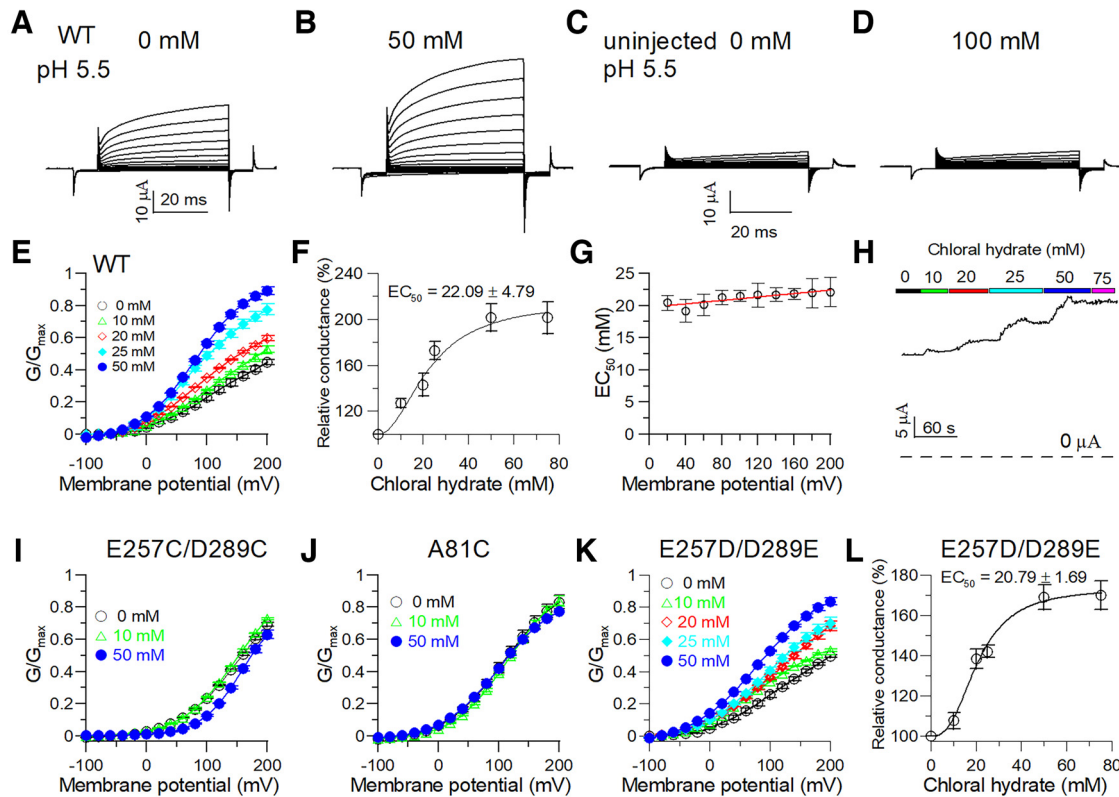 A
WT
0 mM
pH 5.5
10 µA
20 ms
B
50 mM
C
uninjected 0 mM
pH 5.5
10 µA
20 ms
D
100 mM
E
WT
0 mM
10 mM
20 mM
25 mM
50 mM
G/Gmax
1
0.8
0.6
0.4
0.2
0
-100 0 100 200
Membrane potential (mV)
F
EC50 = 22.09 ± 4.79
Relative conductance (%)
240
200
160
120
0 20 40 60 80
Chloral hydrate (mM)
G
EC50 (mM)
25
20
15
10
5
0
0 40 80 120 160 200
Membrane potential (mV)
H
Chloral hydrate (mM)
0 10 20 25 50 75
5 µA
60 s
0 µA
I
E257C/D289C
0 mM
10 mM
50 mM
G/Gmax
1
0.8
0.6
0.4
0.2
0
-100 0 100 200
Membrane potential (mV)
J
A81C
0 mM
10 mM
50 mM
G/Gmax
1
0.8
0.6
0.4
0.2
0
-100 0 100 200
Membrane potential (mV)
K
E257D/D289E
0 mM
10 mM
20 mM
25 mM
50 mM
G/Gmax
1
0.8
0.6
0.4
0.2
0
-100 0 100 200
Membrane potential (mV)
L
E257D/D289E
EC50 = 20.79 ± 1.69
Relative conductance (%)
180
160
140
120
100
0 20 40 60 80
Chloral hydrate (mM)